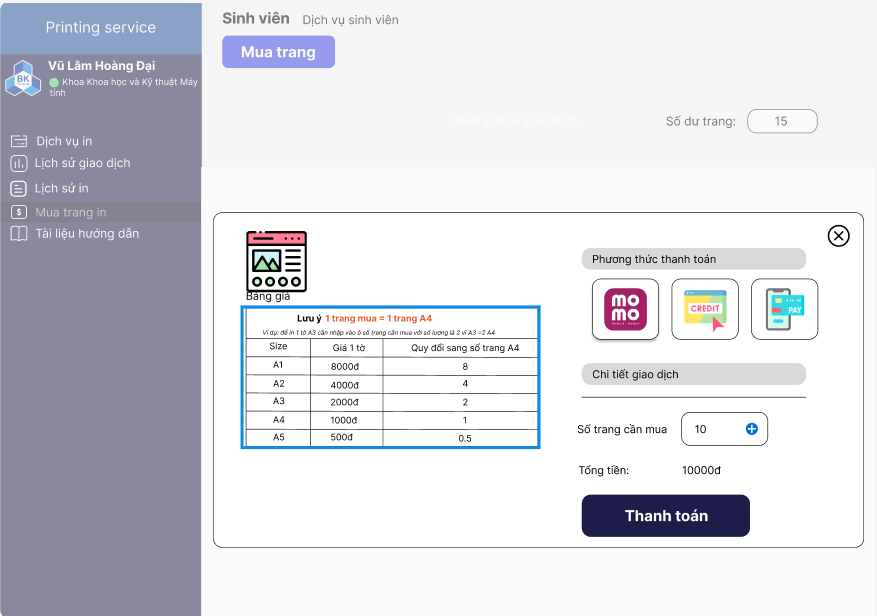 Printing service
Vũ Lâm Hoàng Đại
Khoa Khoa học và Kỹ thuật Máy
tính
BK
Dịch vụ in
Lịch sử giao dịch
Lịch sử in
Mua trang in
Tài liệu hướng dẫn
Sinh viên Dịch vụ sinh viên
Mua trang
Xem lịch sử giao dịch
Số dư trang: 15
Bảng giá
Lưu ý 1 trang mua = 1 trang A4
Ví dụ: để in 1 tờ A3 cần nhập vào ô số trang cần mua với số lượng là 2 vì A3 =2 A4
Size Giá 1 tờ Quy đổi sang số trang A4
A1 8000đ 8
A2 4000đ 4
A3 2000đ 2
A4 1000đ 1
A5 500đ 0.5
Phương thức thanh toán
mo
mo
CREDIT
PAY
Chi tiết giao dịch
Số trang cần mua 10
Tổng tiền: 10000đ
Thanh toán